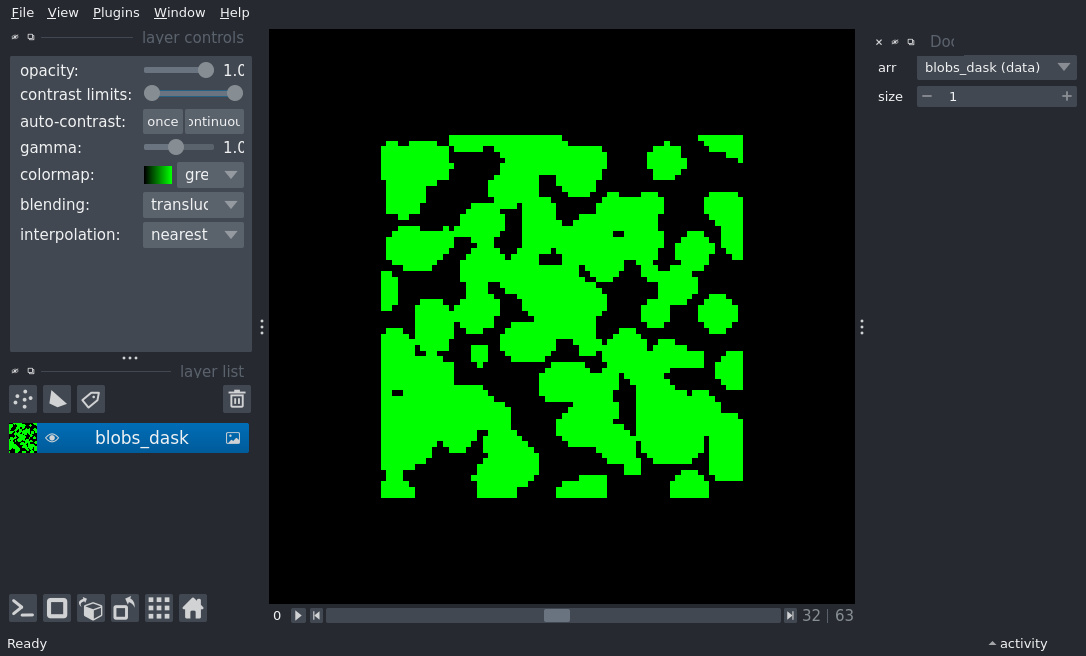 File View Plugins Window Help
layer controls
opacity: 1.0
contrast limits:
auto-contrast: once ontinuou
gamma: 1.0
colormap: gre
blending: transluc
interpolation: nearest
layer list
blobs_dask
0 32 | 63
Ready
Doc
arr blobs_dask (data)
size − 1 +
activity